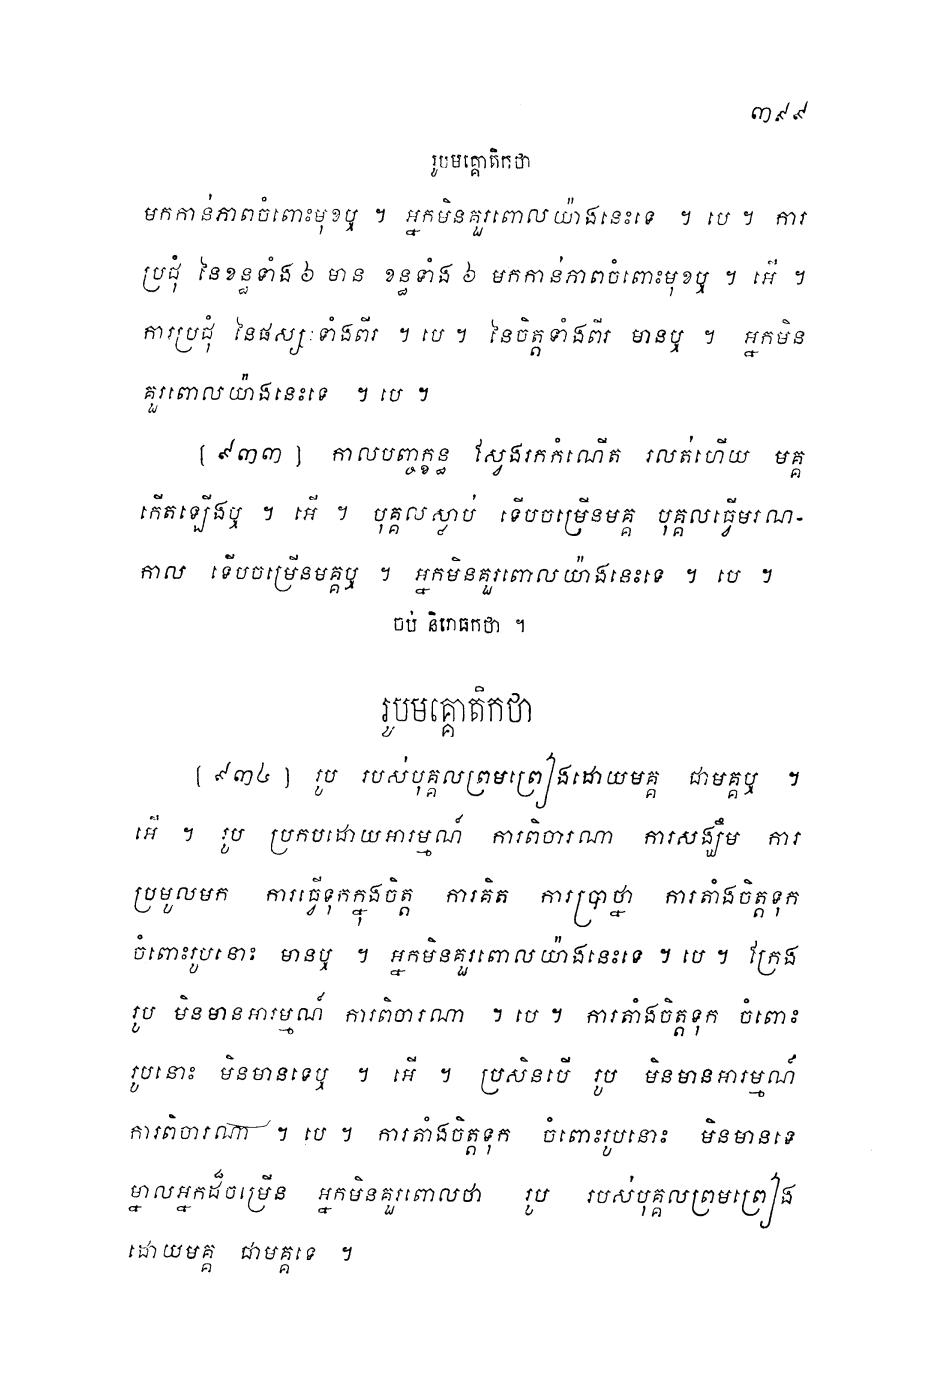 ៣៩៩
រូបមគ្គោតិកថា
មកកាន់ភាពចំពោះមុខឬ ។ អ្នកមិនគួរពោលយ៉ាងនេះទេ ។ បេ ។ ការ
ប្រជុំ នៃខន្ធទាំង ៦ មាន ខន្ធទាំង ៦ មកកាន់ភាពចំពោះមុខឬ ។ អើ ។
ការប្រជុំ នៃផស្សៈទាំងពីរ ។ បេ ។ នៃចិត្តទាំងពីរ មានឬ ។ អ្នកមិន
គួរពោលយ៉ាងនេះទេ ។ បេ ។
[ ៩៣៣ ] កាលបញ្ចក្ខន្ធ ស្វែងរកកំណើត រលត់ហើយ មគ្គ
កើតឡើងឬ ។ អើ ។ បុគ្គលស្លាប់ ទើបចម្រើនមគ្គ បុគ្គលធ្វើមរណ-
កាល ទើបចម្រើនមគ្គឬ ។ អ្នកមិនគួរពោលយ៉ាងនេះទេ ។ បេ ។
ចប់ និរោធកថា ។
រូបមគ្គោតិកថា
[ ៩៣៤ ] រូប របស់បុគ្គលព្រមព្រៀងដោយមគ្គ ជាមគ្គឬ ។
អើ ។ រូប ប្រកបដោយអារម្មណ៍ ការពិចារណា ការសង្ឃឹម ការ
ប្រមូលមក ការធ្វើទុកក្នុងចិត្ត ការគិត ការប្រាថ្នា ការតាំងចិត្តទុក
ចំពោះរូបនោះ មានឬ ។ អ្នកមិនគួរពោលយ៉ាងនេះទេ ។ បេ ។ ក្រែង
រូប មិនមានអារម្មណ៍ ការពិចារណា ។ បេ ។ ការតាំងចិត្តទុក ចំពោះ
រូបនោះ មិនមានទេឬ ។ អើ ។ ប្រសិនបើ រូប មិនមានអារម្មណ៍
ការពិចារណា ។ បេ ។ ការតាំងចិត្តទុក ចំពោះរូបនោះ មិនមានទេ
ម្នាលអ្នកដ៏ចម្រើន អ្នកមិនគួរពោលថា រូប របស់បុគ្គលព្រមព្រៀង
ដោយមគ្គ ជាមគ្គទេ ។